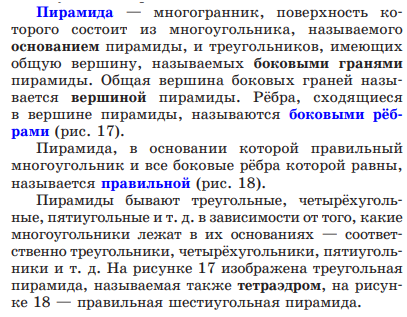 Пирамида — многогранник, поверхность ко-
торого состоит из многоугольника, называемого
основанием пирамиды, и треугольников, имеющих
общую вершину, называемых боковыми гранями
пирамиды. Общая вершина боковых граней назы-
вается вершиной пирамиды. Рёбра, сходящиеся
в вершине пирамиды, называются боковыми рёб-
рами (рис. 17).
Пирамида, в основании которой правильный
многоугольник и все боковые рёбра которой равны,
называется правильной (рис. 18).
Пирамиды бывают треугольные, четырёхуголь-
ные, пятиугольные и т. д. в зависимости от того, какие
многоугольники лежат в их основаниях — соответ-
ственно треугольники, четырёхугольники, пятиуголь-
ники и т. д. На рисунке 17 изображена треугольная
пирамида, называемая также тетраэдром, на рисун-
ке 18 — правильная шестиугольная пирамида.